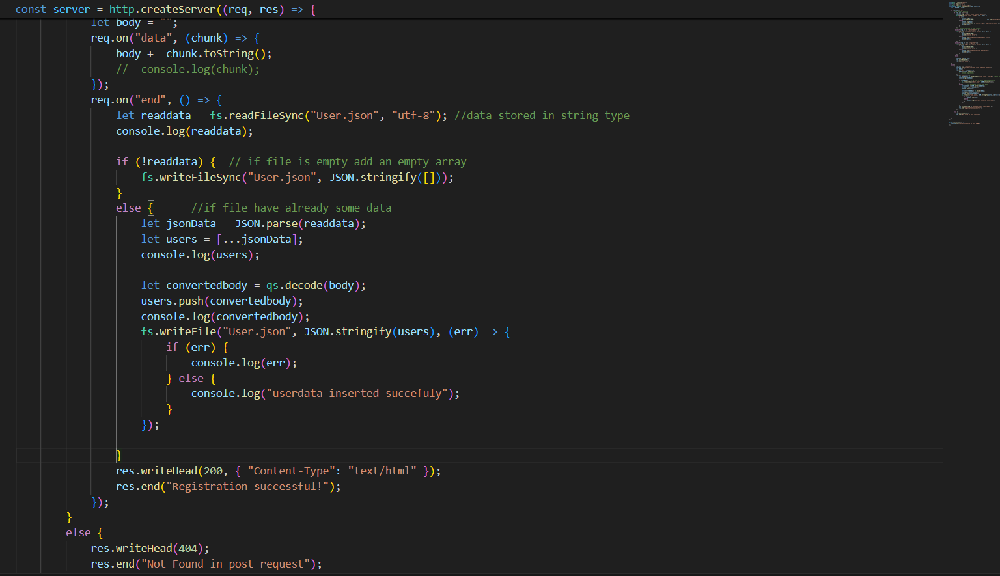 const server = http.createServer((req, res) => {
let body = "";
req.on("data", (chunk) => {
body += chunk.toString();
//  console.log(chunk);
});
req.on("end", () => {
let readdata = fs.readFileSync("User.json", "utf-8"); //data stored in string type
console.log(readdata);
if (!readdata) {  // if file is empty add an empty array
fs.writeFileSync("User.json", JSON.stringify([]));
}
else {      //if file have already some data
let jsonData = JSON.parse(readdata);
let users = [...jsonData];
console.log(users);
let convertedbody = qs.decode(body);
users.push(convertedbody);
console.log(convertedbody);
fs.writeFile("User.json", JSON.stringify(users), (err) => {
if (err) {
console.log(err);
} else {
console.log("userdata inserted succefuly");
}
});
}
res.writeHead(200, { "Content-Type": "text/html" });
res.end("Registration successful!");
});
}
else {
res.writeHead(404);
res.end("Not Found in post request");